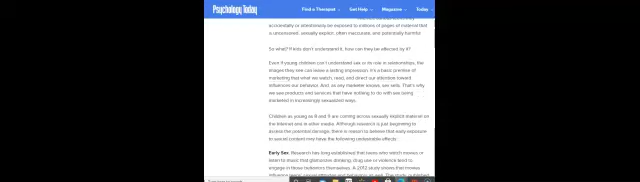 Psychology Today
Find a Therapist
Get Help
Magazine
Today
accidentally or intentionally be exposed to millions of pages of material that
is uncensored, sexually explicit, often inaccurate, and potentially harmful.
So what? If kids don't understand it, how can they be affected by it?
Even if young children can't understand sex or its role in relationships, the
images they see can leave a lasting impression. It's a basic premise of
marketing that what we watch, read, and direct our attention toward
influences our behavior. And, as any marketer knows, sex sells. That's why
we see products and services that have nothing to do with sex being
marketed in increasingly sexualized ways.
Children as young as 8 and 9 are coming across sexually explicit material on
the Internet and in other media. Although research is just beginning to
assess the potential damage, there is reason to believe that early exposure
to sexual content may have the following undesirable effects:
Early Sex. Research has long established that teens who watch movies or
listen to music that glamorizes drinking, drug use or violence tend to
engage in those behaviors themselves. A 2012 study shows that movies